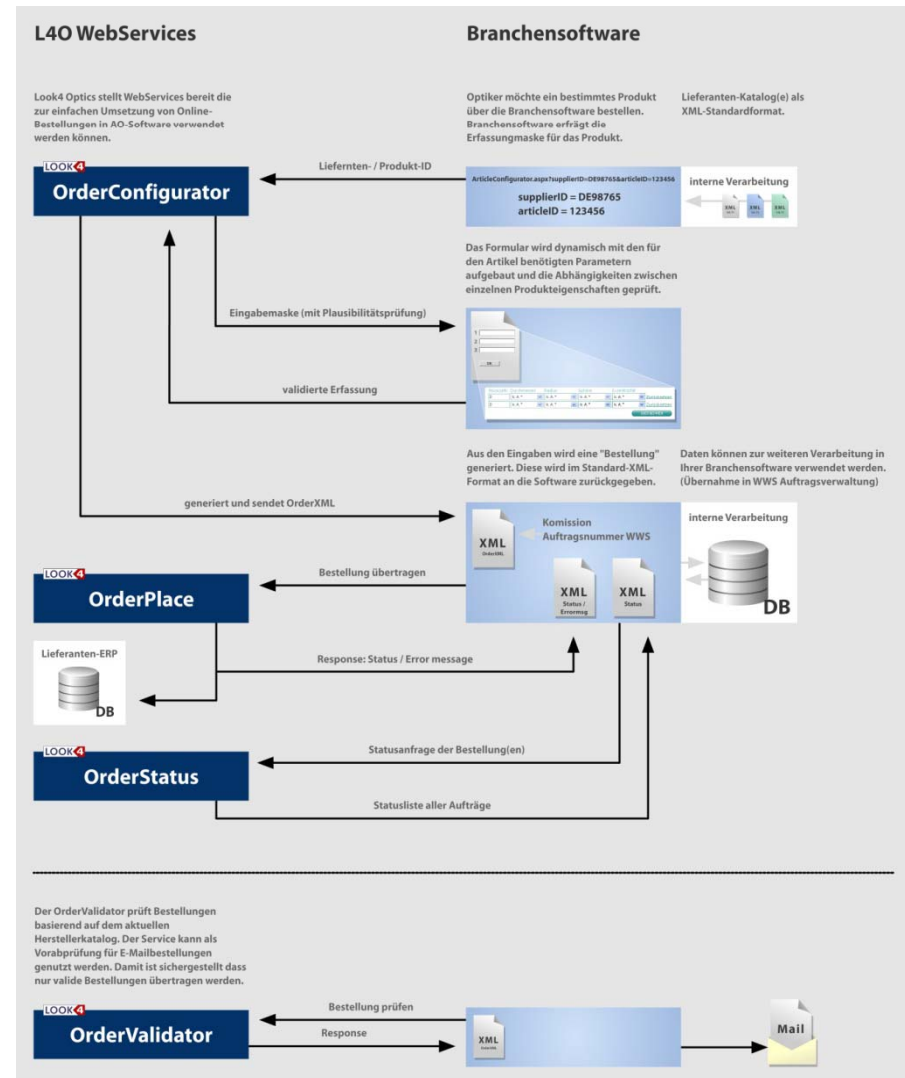 L4O WebServices
Branchensoftware
Look4 Optics stellt WebServices bereit die
zur einfachen Umsetzung von Online-
Bestellungen in AO-Software verwendet
werden können.
Optiker möchte ein bestimmtes Produkt
über die Branchensoftware bestellen.
Branchensoftware erfrägt die
Erfassungmaske für das Produkt.
Lieferanten-Katalog(e) als
XML-Standardformat.
LOOK4
OrderConfigurator
Liefernten- / Produkt-ID
ArticleConfigurator.aspx?supplierID=DE98765&articleID=123456
supplierID = DE98765
articleID = 123456
interne Verarbeitung
XML
XML
XML
Das Formular wird dynamisch mit den für
den Artikel benötigten Parametern
aufgebaut und die Abhängigkeiten zwischen
einzelnen Produkteigenschaften geprüft.
Eingabemaske (mit Plausibilitätsprüfung)
1
2
3
validierte Erfassung
Aus den Eingaben wird eine "Bestellung"
generiert. Diese wird im Standard-XML-
Format an die Software zurückgegeben.
Daten können zur weiteren Verarbeitung in
Ihrer Branchensoftware verwendet werden.
(Übernahme in WWS Auftragsverwaltung)
generiert und sendet OrderXML
XML
OrderXML
Komission
Auftragsnummer WWS
interne Verarbeitung
DB
LOOK4
OrderPlace
Bestellung übertragen
XML
Status /
Errormsg
XML
Status
Lieferanten-ERP
DB
Response: Status / Error message
LOOK4
OrderStatus
Statusanfrage der Bestellung(en)
Statusliste aller Aufträge
Der OrderValidator prüft Bestellungen
basierend auf dem aktuellen
Herstellerkatalog. Der Service kann als
Vorabprüfung für E-Mailbestellungen
genutzt werden. Damit ist sichergestellt dass
nur valide Bestellungen übertragen werden.
LOOK4
OrderValidator
Bestellung prüfen
Response
XML
Mail